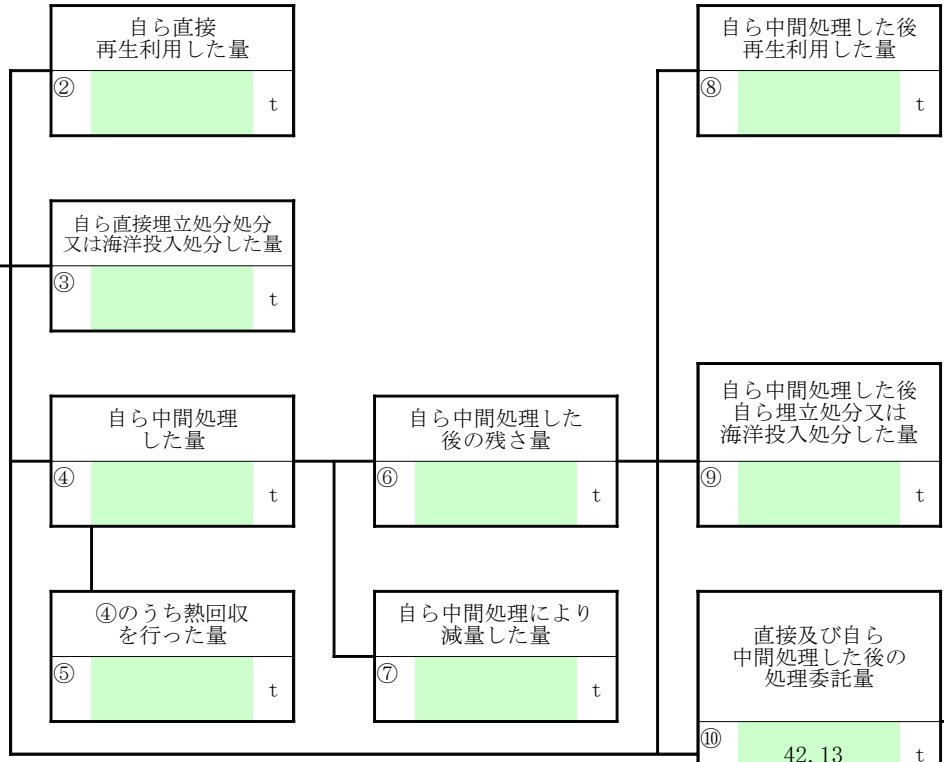 自ら直接
再生利用した量
②
t
自ら中間処理した後
再生利用した量
⑧
t
自ら直接埋立処分処分
又は海洋投入処分した量
③
t
自ら中間処理
した量
④
t
自ら中間処理した
後の残さ量
⑥
t
自ら中間処理した後
自ら埋立処分又は
海洋投入処分した量
⑨
t
④のうち熱回収
を行った量
⑤
t
自ら中間処理により
減量した量
⑦
t
直接及び自ら
中間処理した後の
処理委託量
⑩
42.13 t